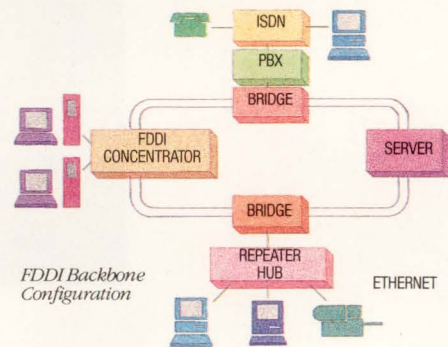 ISDN
PBX
BRIDGE
FDDI
CONCENTRATOR
SERVER
BRIDGE
REPEATER
HUB
FDDI Backbone
Configuration
ETHERNET